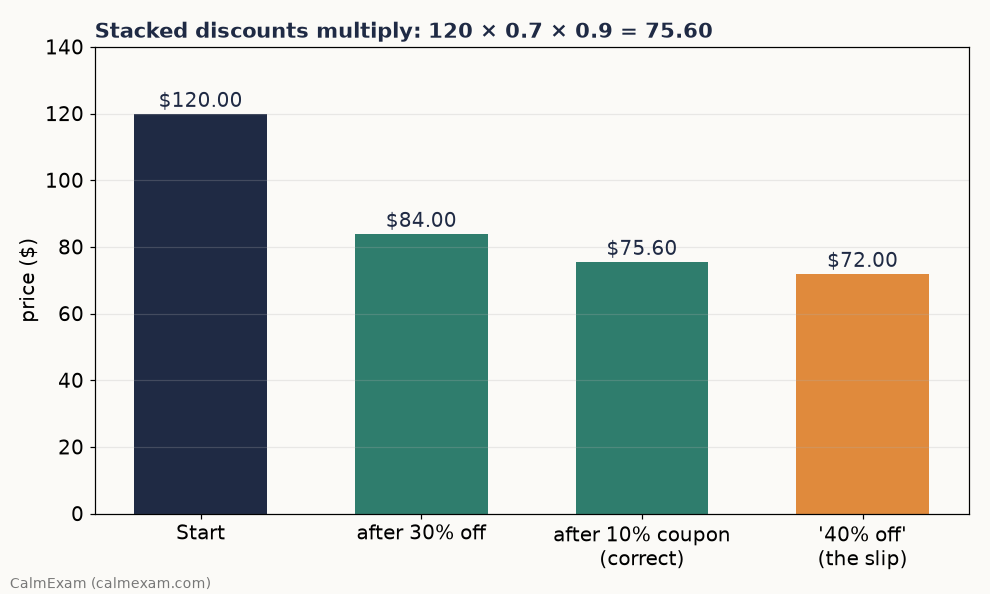 Stacked discounts multiply: 120 × 0.7 × 0.9 = 75.60
140
120
100
80
60
40
20
0
price ($)
$120.00
$84.00
$75.60
$72.00
Start
after 30% off
after 10% coupon
(correct)
'40% off'
(the slip)
CalmExam (calmexam.com)